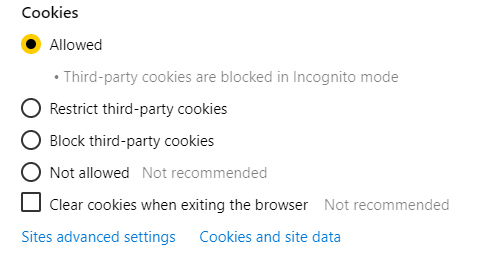 Cookies
Allowed
• Third-party cookies are blocked in Incognito mode
Restrict third-party cookies
Block third-party cookies
Not allowed Not recommended
Clear cookies when exiting the browser Not recommended
Sites advanced settings Cookies and site data